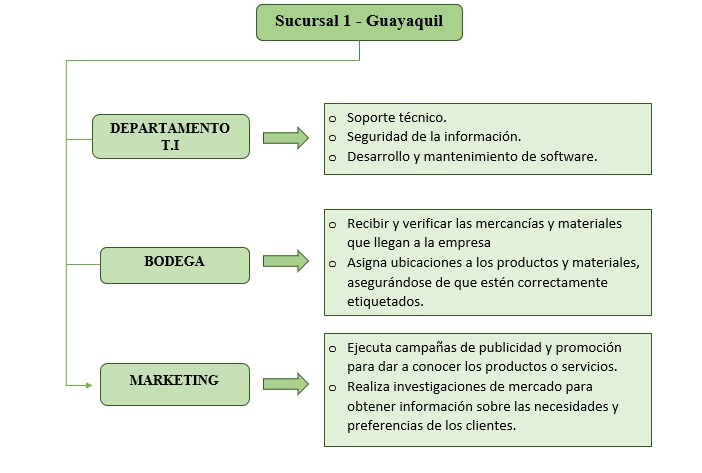 Sucursal 1 - Guayaquil
DEPARTAMENTO
T.I
o Soporte técnico.
o Seguridad de la información.
o Desarrollo y mantenimiento de software.
BODEGA
o Recibir y verificar las mercancías y materiales
que llegan a la empresa
o Asigna ubicaciones a los productos y materiales,
asegurándose de que estén correctamente
etiquetados.
MARKETING
o Ejecuta campañas de publicidad y promoción
para dar a conocer los productos o servicios.
o Realiza investigaciones de mercado para
obtener información sobre las necesidades y
preferencias de los clientes.